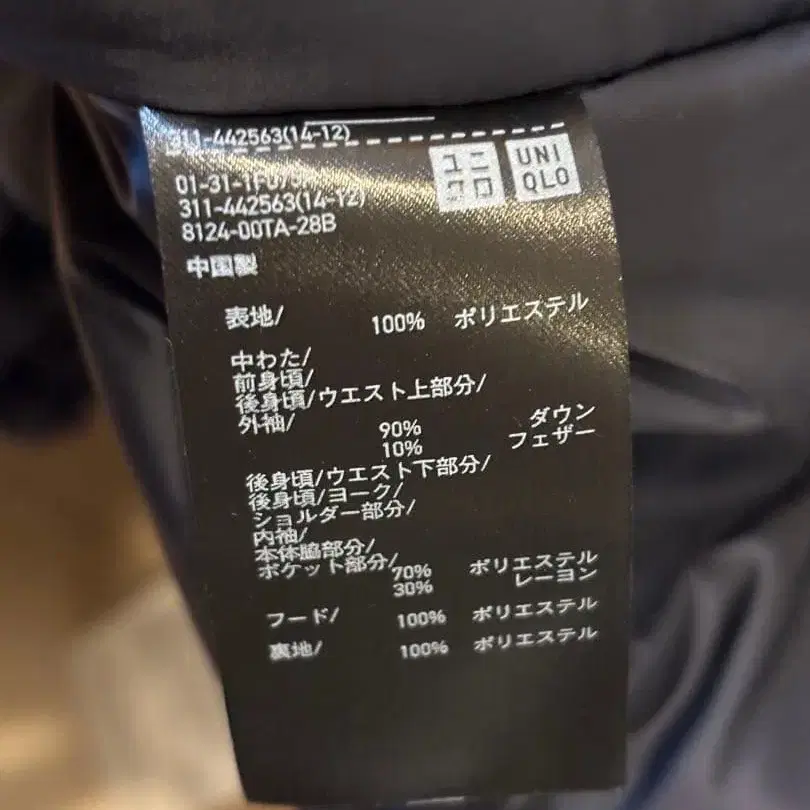 311-442563(14-12)
ユニ
クロ
UNI
QLO
01-31-1F0
311-442563(14-12)
8124-00TA-28B
中国製
表地/ 100% ポリエステル
中わた/
前身頃/
後身頃/ウエスト上部分/
外袖/ 90% ダウン
10% フェザー
後身頃/ウエスト下部分/
後身頃/ヨーク/
ショルダー部分/
内袖/
本体脇部分/
ポケット部分/ 70% ポリエステル
30% レーヨン
フード/ 100% ポリエステル
裏地/ 100% ポリエステル